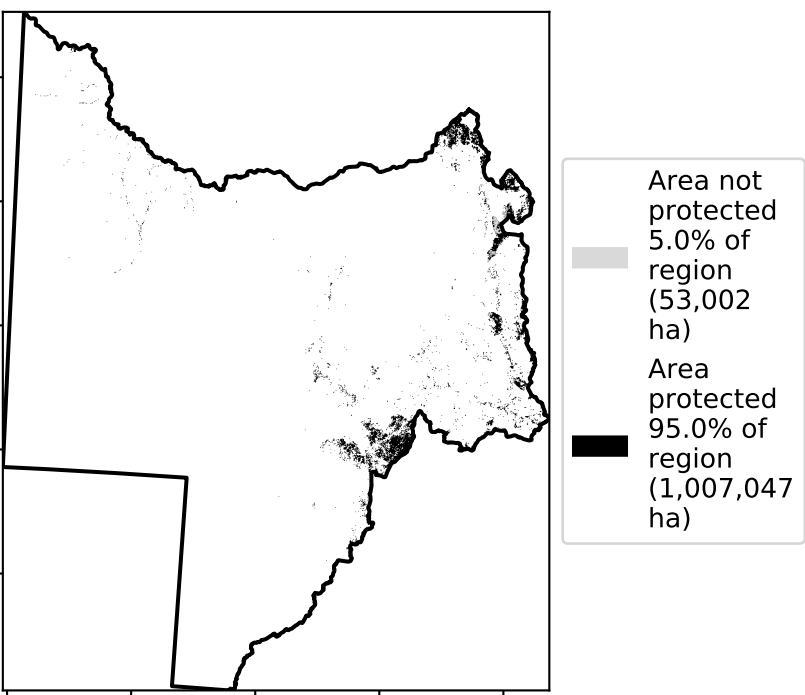 Area not
protected
5.0% of
region
(53,002
ha)
Area
protected
95.0% of
region
(1,007,047
ha)